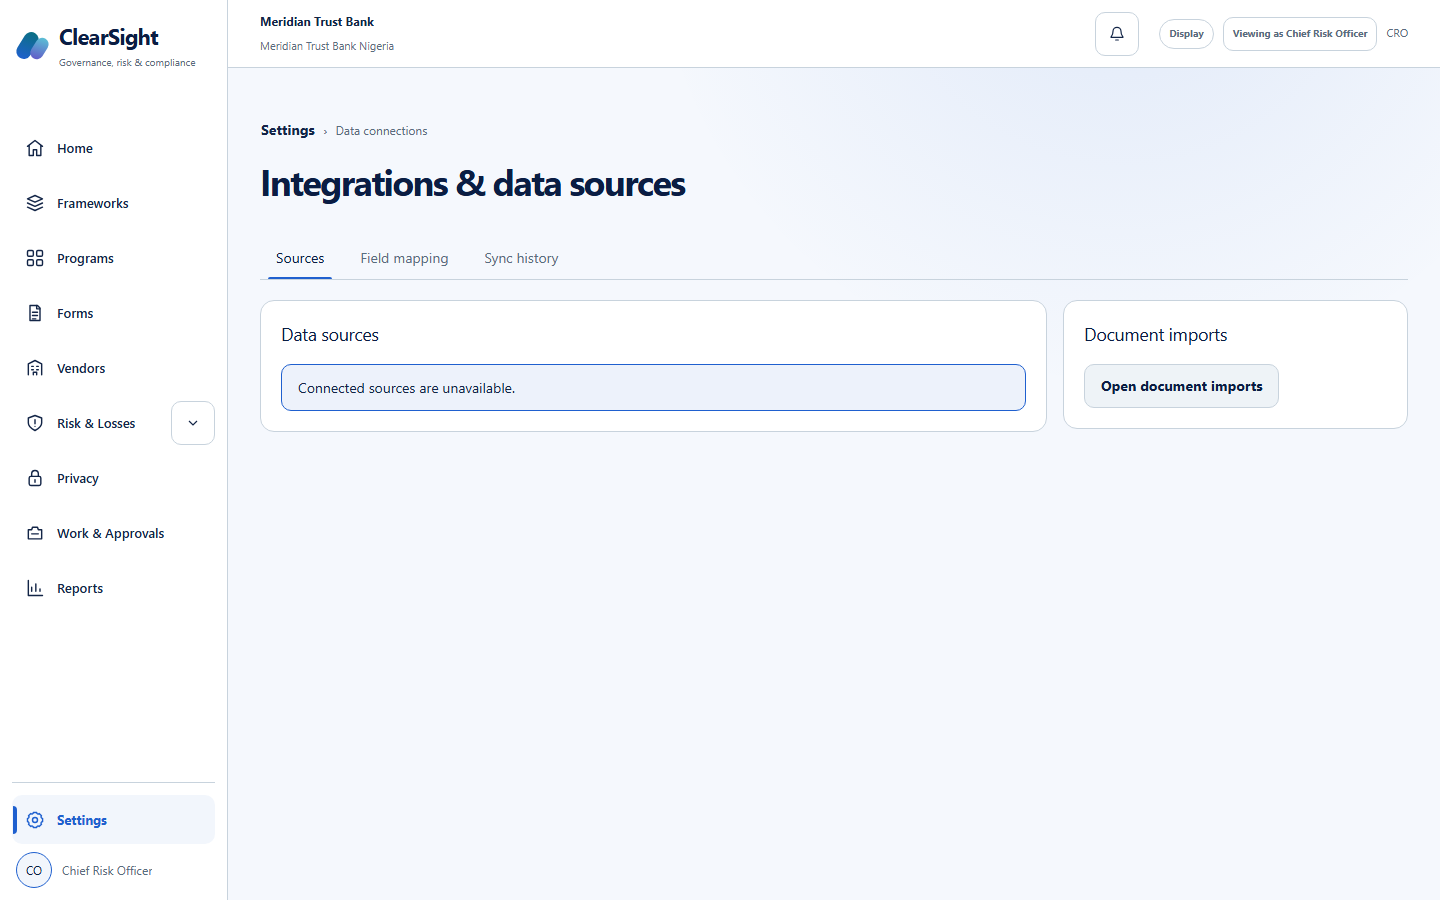 ClearSight
Governance, risk & compliance
Meridian Trust Bank
Meridian Trust Bank Nigeria
Display
Viewing as Chief Risk Officer
CRO
Home
Frameworks
Programs
Forms
Vendors
Risk & Losses
Privacy
Work & Approvals
Reports
Settings
CO
Chief Risk Officer
Settings › Data connections
Integrations & data sources
Sources
Field mapping
Sync history
Data sources
Connected sources are unavailable.
Document imports
Open document imports